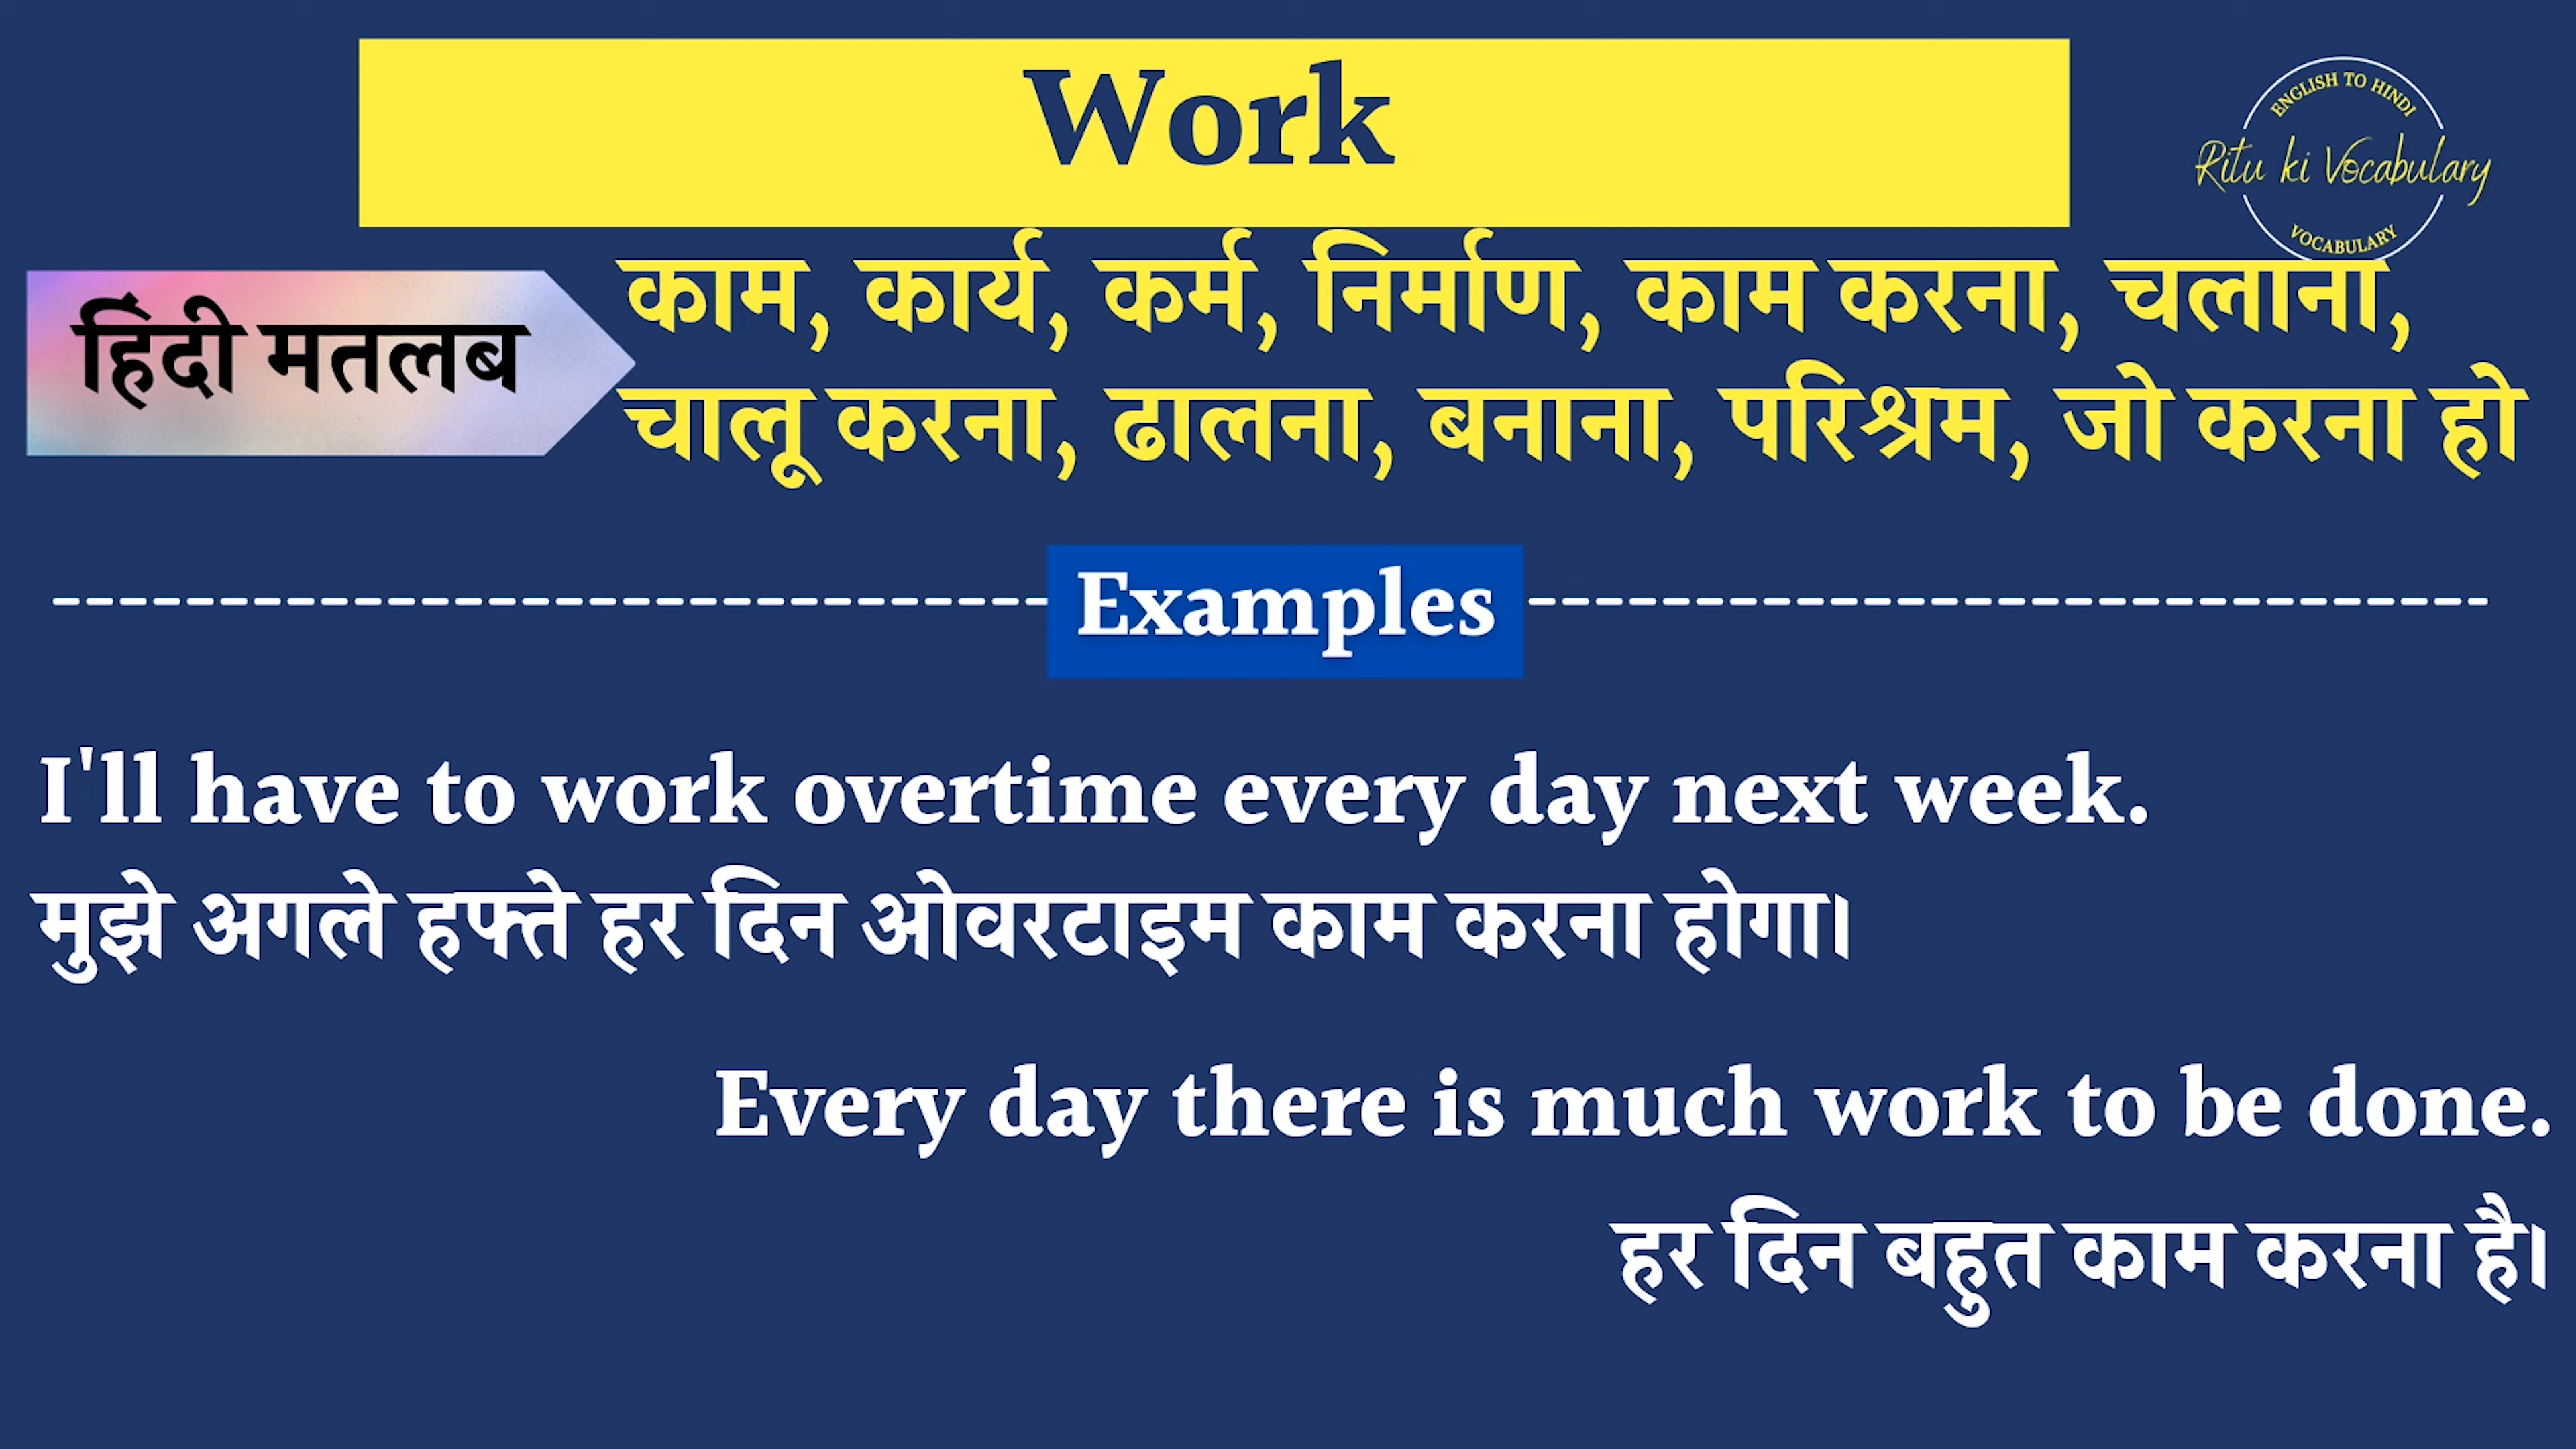 Work
ENGLISH TO HINDI
Ritu ki Vocabulary
VOCABULARY
हिंदी मतलब
काम, कार्य, कर्म, निर्माण, काम करना, चलाना,
चालू करना, ढालना, बनाना, परिश्रम, जो करना हो
Examples
I'll have to work overtime every day next week.
मुझे अगले हफ्ते हर दिन ओवरटाइम काम करना होगा।
Every day there is much work to be done.
हर दिन बहुत काम करना है।